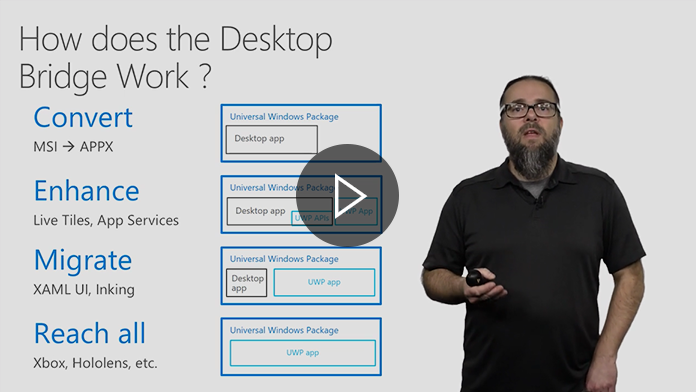 How does the Desktop
Bridge Work ?
Convert
MSI → APPX
Universal Windows Package
Desktop app
Enhance
Live Tiles, App Services
Universal Windows Package
Desktop app
UWP APIs
UWP App
Migrate
XAML UI, Inking
Universal Windows Package
Desktop
app
UWP app
Reach all
Xbox, Hololens, etc.
Universal Windows Package
UWP app